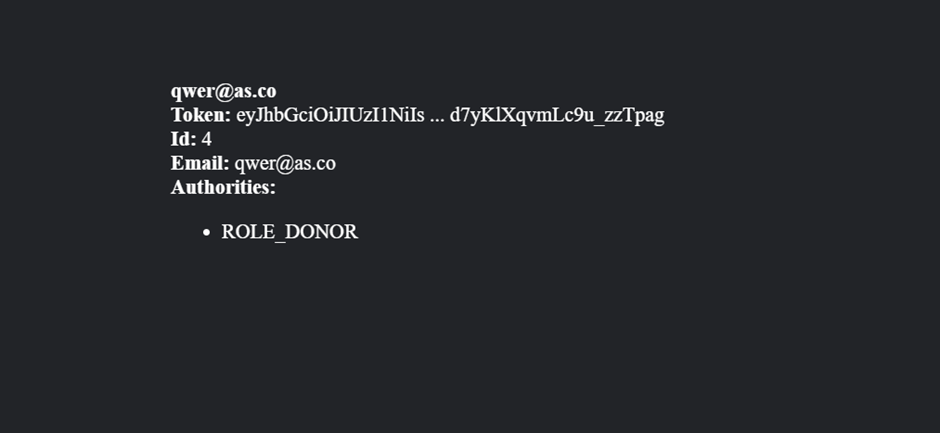 qwer@as.co
Token: eyJhbGciOiJIUzI1NiIs ... d7yKlXqvmLc9u_zzTpag
Id: 4
Email: qwer@as.co
Authorities:
• ROLE_DONOR